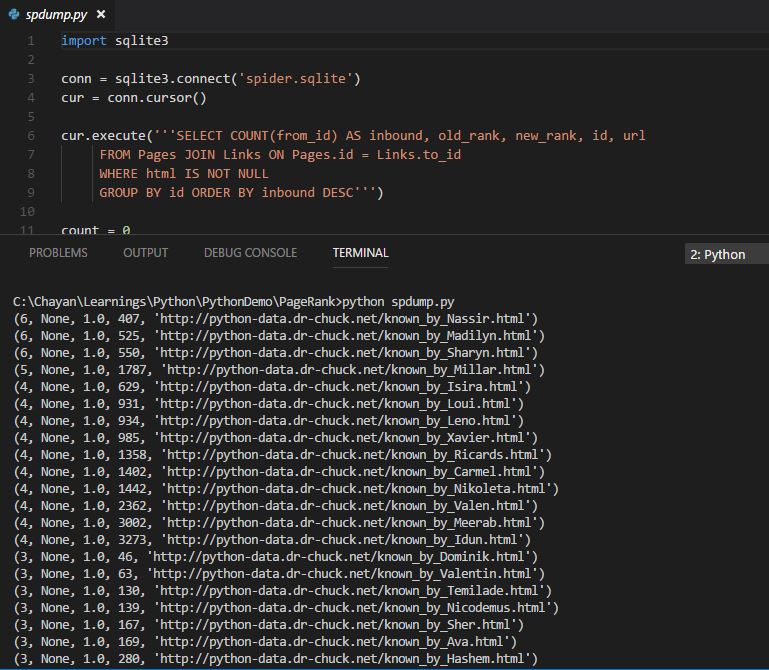 spdump.py ×
1 import sqlite3
2
3 conn = sqlite3.connect('spider.sqlite')
4 cur = conn.cursor()
5
6 cur.execute('''SELECT COUNT(from_id) AS inbound, old_rank, new_rank, id, url
7 FROM Pages JOIN Links ON Pages.id = Links.to_id
8 WHERE html IS NOT NULL
9 GROUP BY id ORDER BY inbound DESC''')
10
11 count = 0
PROBLEMS OUTPUT DEBUG CONSOLE TERMINAL 2: Python
C:\Chayan\Learnings\Python\PythonDemo\PageRank>python spdump.py
(6, None, 1.0, 407, 'http://python-data.dr-chuck.net/known_by_Nassir.html')
(6, None, 1.0, 525, 'http://python-data.dr-chuck.net/known_by_Madilyn.html')
(6, None, 1.0, 550, 'http://python-data.dr-chuck.net/known_by_Sharyn.html')
(5, None, 1.0, 1787, 'http://python-data.dr-chuck.net/known_by_Millar.html')
(4, None, 1.0, 629, 'http://python-data.dr-chuck.net/known_by_Isira.html')
(4, None, 1.0, 931, 'http://python-data.dr-chuck.net/known_by_Loui.html')
(4, None, 1.0, 934, 'http://python-data.dr-chuck.net/known_by_Leno.html')
(4, None, 1.0, 985, 'http://python-data.dr-chuck.net/known_by_Xavier.html')
(4, None, 1.0, 1358, 'http://python-data.dr-chuck.net/known_by_Ricards.html')
(4, None, 1.0, 1402, 'http://python-data.dr-chuck.net/known_by_Carmel.html')
(4, None, 1.0, 1442, 'http://python-data.dr-chuck.net/known_by_Nikoleta.html')
(4, None, 1.0, 2362, 'http://python-data.dr-chuck.net/known_by_Valen.html')
(4, None, 1.0, 3002, 'http://python-data.dr-chuck.net/known_by_Meerab.html')
(4, None, 1.0, 3273, 'http://python-data.dr-chuck.net/known_by_Idun.html')
(3, None, 1.0, 46, 'http://python-data.dr-chuck.net/known_by_Dominik.html')
(3, None, 1.0, 63, 'http://python-data.dr-chuck.net/known_by_Valentin.html')
(3, None, 1.0, 130, 'http://python-data.dr-chuck.net/known_by_Temilade.html')
(3, None, 1.0, 139, 'http://python-data.dr-chuck.net/known_by_Nicodemus.html')
(3, None, 1.0, 167, 'http://python-data.dr-chuck.net/known_by_Sher.html')
(3, None, 1.0, 169, 'http://python-data.dr-chuck.net/known_by_Ava.html')
(3, None, 1.0, 280, 'http://python-data.dr-chuck.net/known_by_Hashem.html')